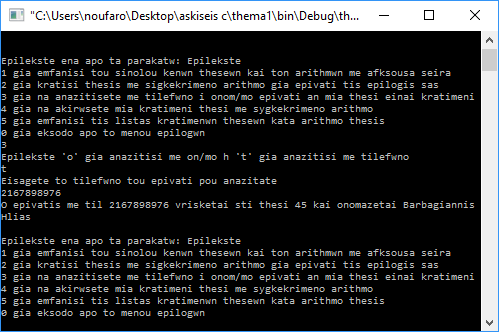 "C:\Users\noufaro\Desktop\askiseis c\thema1\bin\Debug\th...
Epilekste ena apo ta parakatw: Epilekste
1 gia emfanisi tou sinolou kenwn thesewn kai ton arithmwn me afksousa seira
2 gia kratisi thesis me sigkekrimeno arithmo gia epivati tis epilogis sas
3 gia na anazitisete me tilefwno i onom/mo epivati an mia thesi einai kratimeni
4 gia na akirwsete mia kratimeni thesi me sygkekrimeno arithmo
5 gia emfanisi tis listas kratimenwn thesewn kata arithmo thesis
0 gia eksodo apo to menou epilogwn
3
Epilekste 'o' gia anazitisi me on/mo h 't' gia anazitisi me tilefwno
t
Eisagete to tilefwno tou epivati pou anazitate
2167898976
O epivatis me til 2167898976 vrisketai sti thesi 45 kai onomazetai Barbagiannis
Hlias
Epilekste ena apo ta parakatw: Epilekste
1 gia emfanisi tou sinolou kenwn thesewn kai ton arithmwn me afksousa seira
2 gia kratisi thesis me sigkekrimeno arithmo gia epivati tis epilogis sas
3 gia na anazitisete me tilefwno i onom/mo epivati an mia thesi einai kratimeni
4 gia na akirwsete mia kratimeni thesi me sygkekrimeno arithmo
5 gia emfanisi tis listas kratimenwn thesewn kata arithmo thesis
0 gia eksodo apo to menou epilogwn